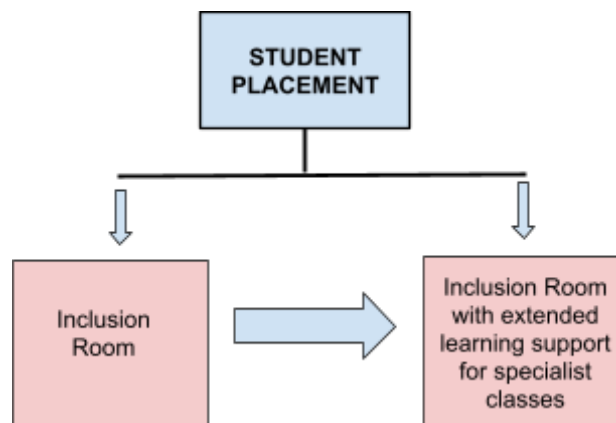 STUDENT
PLACEMENT
Inclusion
Room
Inclusion Room
with extended
learning support
for specialist
classes